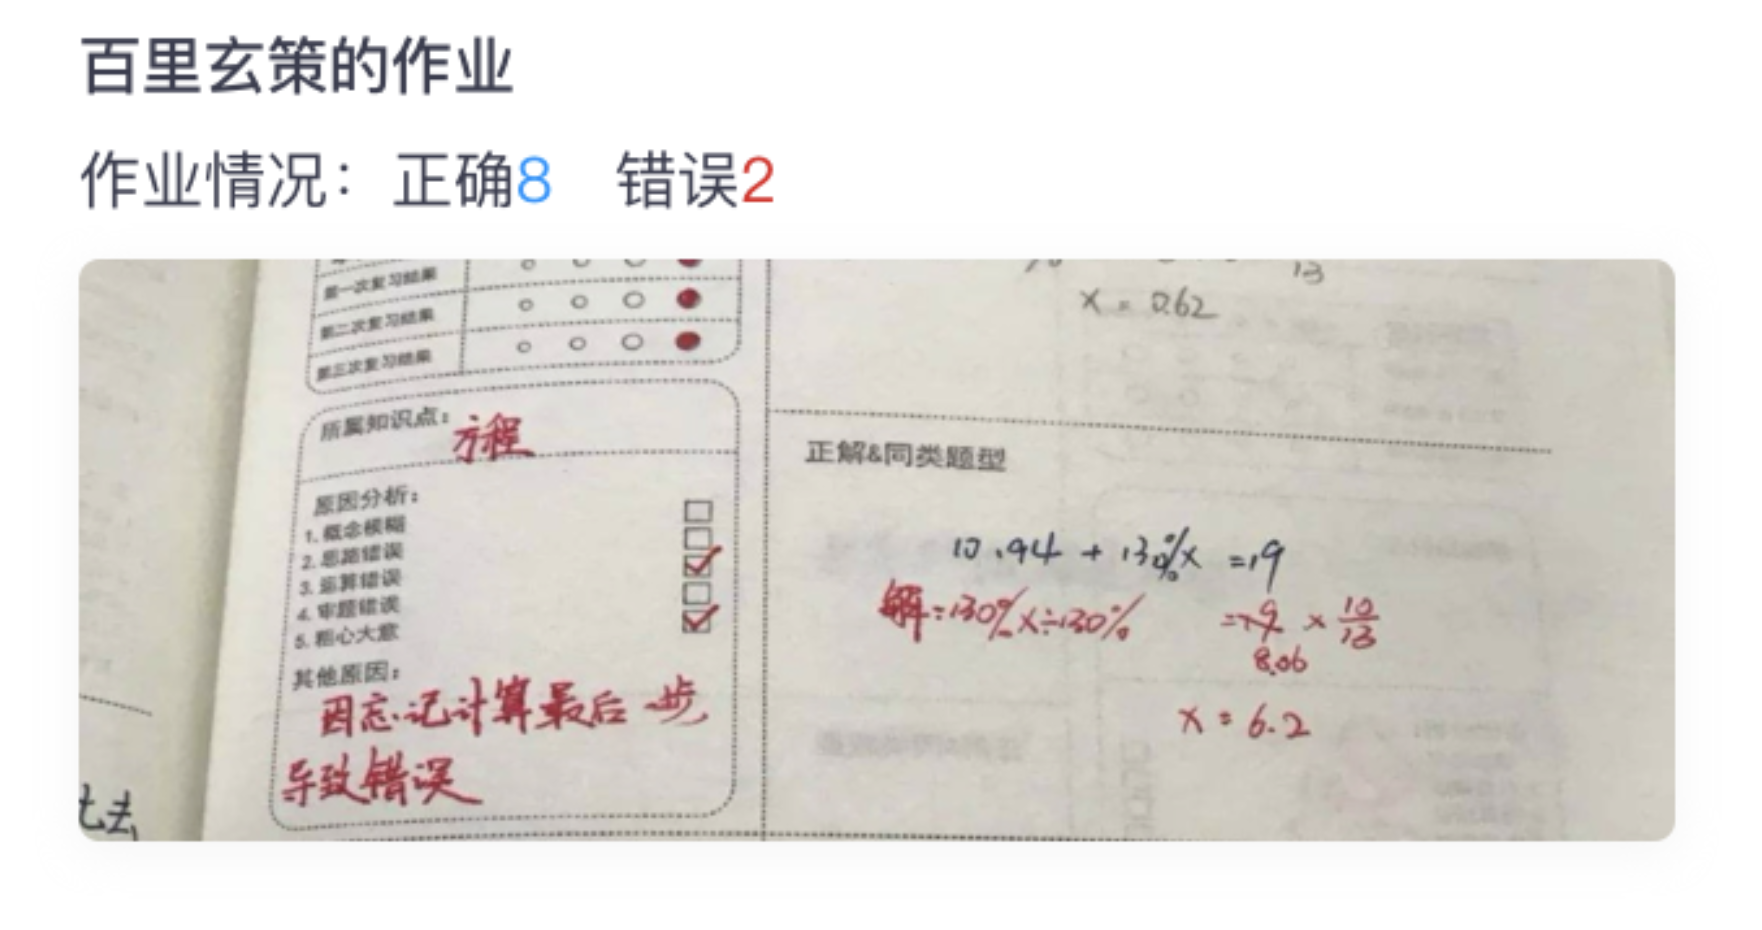 百里玄策的作业
作业情况：正确8 错误2
第一次复习结果
第二次复习结果
第三次复习结果
所属知识点：方程
原因分析：
1. 概念模糊
2. 思路错误
3. 运算错误
4. 审题错误
5. 粗心大意
其他原因：
因忘记计算最后一步,
导致错误
13
x = 0.62
正解&同类题型
10.94 + 130%x = 19
解：130%x÷130% = 9 × 10/13
8.06
x = 6.2